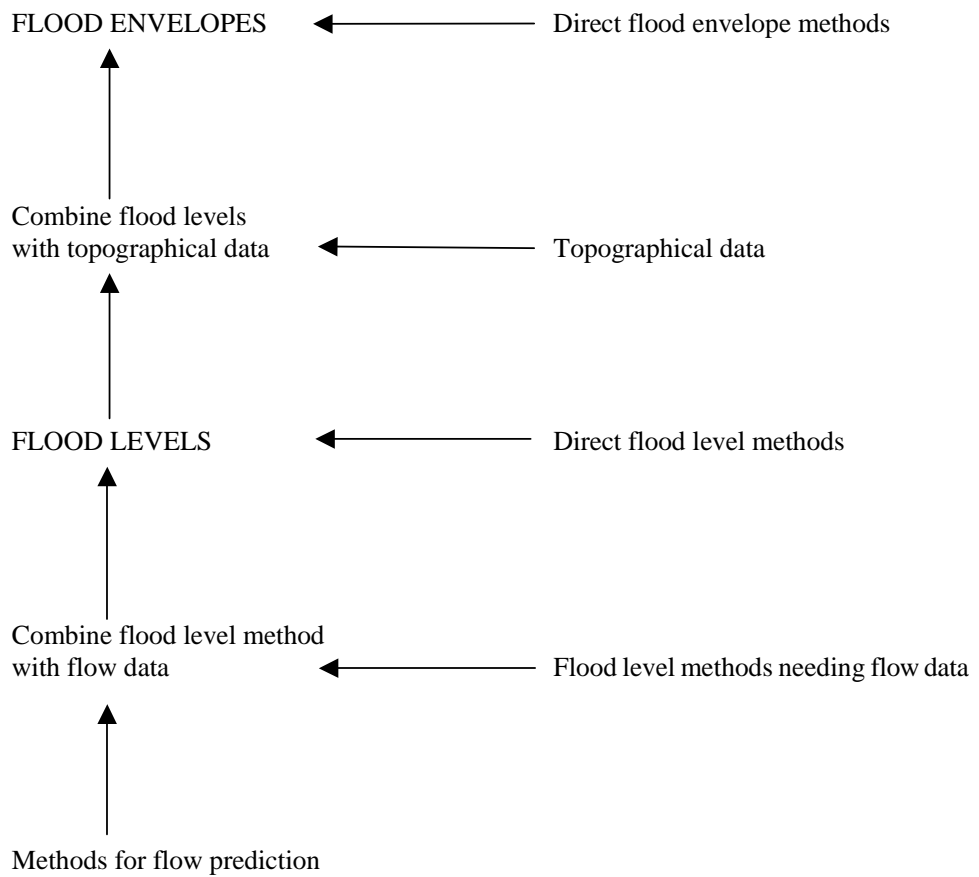 FLOOD ENVELOPES
Direct flood envelope methods
Combine flood levels
with topographical data
Topographical data
FLOOD LEVELS
Direct flood level methods
Combine flood level method
with flow data
Flood level methods needing flow data
Methods for flow prediction